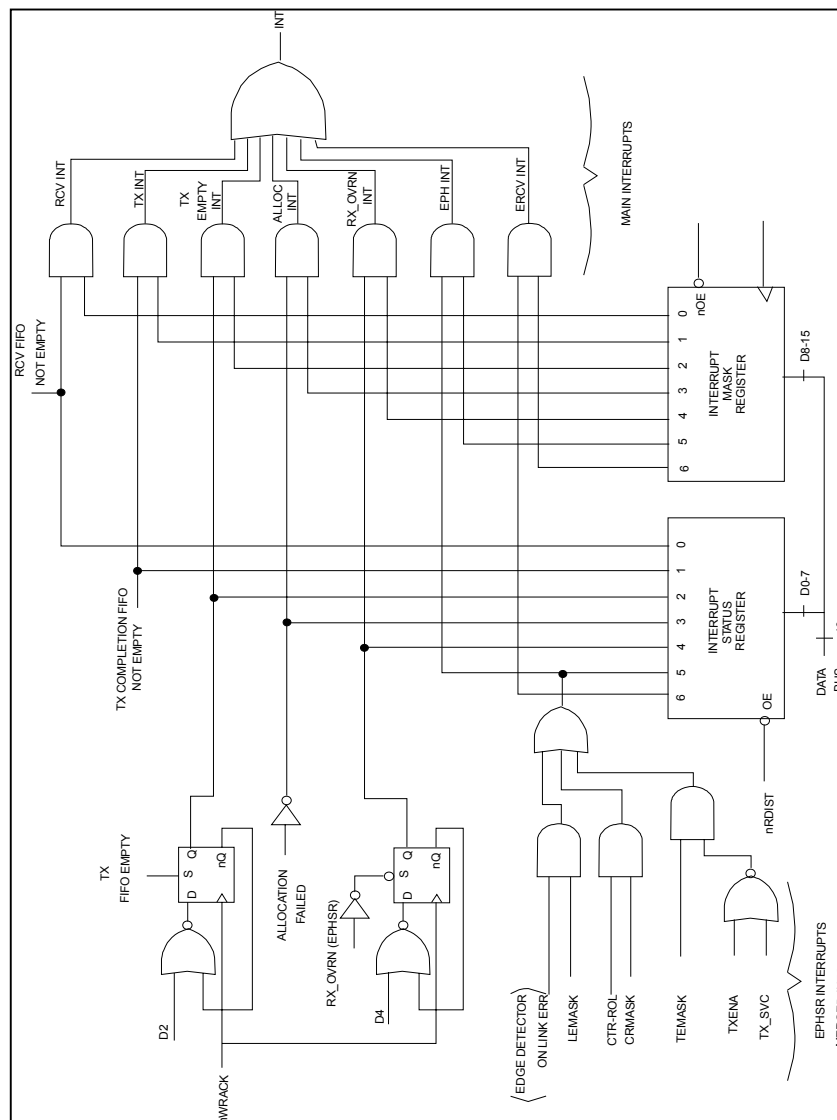 INT
RCV INT
TX INT
TX
EMPTY
INT
ALLOC
INT
RX_OVRN
INT
EPH INT
ERCV INT
MAIN INTERRUPTS
RCV FIFO
NOT EMPTY
nOE
0
1
2
3
4
5
6
INTERRUPT
MASK
REGISTER
D8-15
TX COMPLETION FIFO
NOT EMPTY
0
1
2
3
4
5
6
INTERRUPT
STATUS
REGISTER
D0-7
OE
nRDIST
DATA
TX
FIFO EMPTY
D
S
Q
nQ
D2
ALLOCATION
FAILED
RX_OVRN (EPHSR)
D
S
Q
nQ
D4
nWRACK
EDGE DETECTOR
ON LINK ERR
LEMASK
CTR-ROL
CRMASK
TEMASK
TXENA
TX_SVC
EPHSR INTERRUPTS